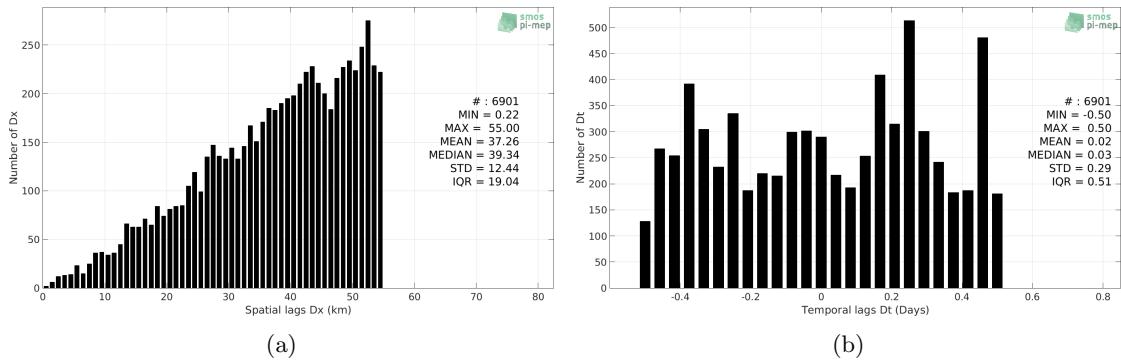 smos
pi-mep
250
200
150
100
50
0
Number of Dx
# : 6901
MIN = 0.22
MAX = 55.00
MEAN = 37.26
MEDIAN = 39.34
STD = 12.44
IQR = 19.04
0 10 20 30 40 50 60 70 80
Spatial lags Dx (km)
(a)
smos
pi-mep
500
450
400
350
300
250
200
150
100
50
0
Number of Dt
# : 6901
MIN = -0.50
MAX = 0.50
MEAN = 0.02
MEDIAN = 0.03
STD = 0.29
IQR = 0.51
-0.4 -0.2 0 0.2 0.4 0.6 0.8
Temporal lags Dt (Days)
(b)